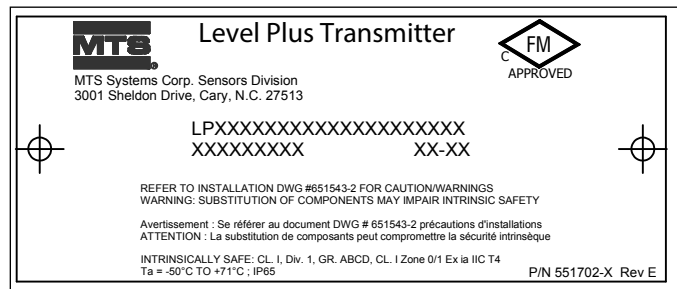 MTS
Level Plus Transmitter
FM
C
APPROVED
MTS Systems Corp. Sensors Division
3001 Sheldon Drive, Cary, N.C. 27513
LPXXXXXXXXXXXXXXXXXXXX
XXXXXXXXX XX-XX
REFER TO INSTALLATION DWG #651543-2 FOR CAUTION/WARNINGS
WARNING: SUBSTITUTION OF COMPONENTS MAY IMPAIR INTRINSIC SAFETY
Avertissement : Se référer au document DWG # 651543-2 précautions d'installations
ATTENTION : La substitution de composants peut compromettre la sécurité intrinsèque
INTRINSICALLY SAFE: CL. I, Div. 1, GR. ABCD, CL. I Zone 0/1 Ex ia IIC T4
Ta = -50°C TO +71°C ; IP65
P/N 551702-X Rev E